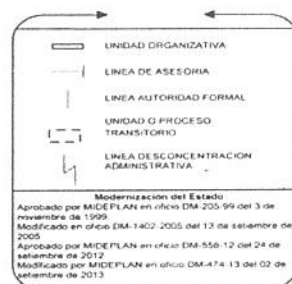 UNIDAD ORGANIZATIVA
LINEA DE ASESORIA
LINEA AUTORIDAD FORMAL
UNIDAD O PROCESO
TRANSITORIO
LINEA DESCONCENTRACION
ADMINISTRATIVA
Modernización del Estado
Aprobado por MIDEPLAN en oficio DM-205-99 del 3 de
noviembre de 1999.
Modificado en oficio DM-1402-2005 del 13 de setiembre de
2005
Aprobado por MIDEPLAN en oficio DM-558-12 del 24 de
setiembre de 2012
Modificado por MIDEPLAN en oficio DM-474-13 del 02 de
setiembre de 2013